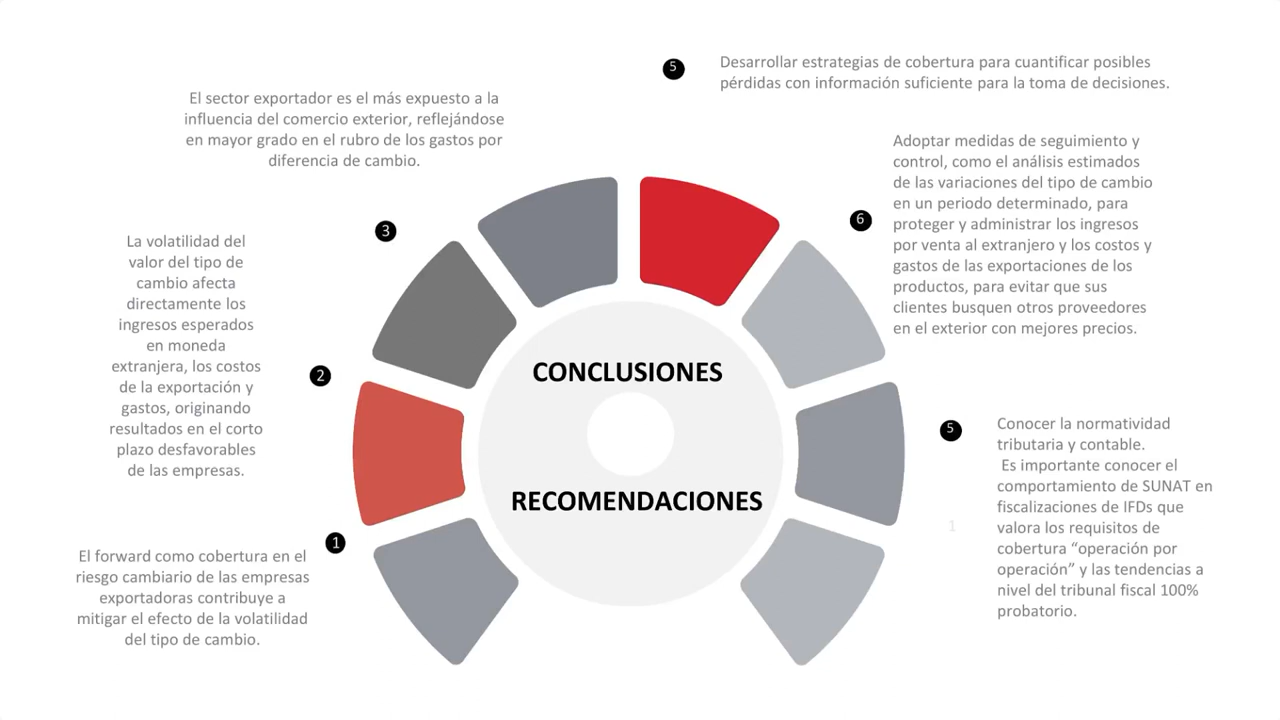 5
Desarrollar estrategias de cobertura para cuantificar posibles
pérdidas con información suficiente para la toma de decisiones.
El sector exportador es el más expuesto a la
influencia del comercio exterior, reflejándose
en mayor grado en el rubro de los gastos por
diferencia de cambio.
3
La volatilidad del
valor del tipo de
cambio afecta
directamente los
ingresos esperados
en moneda
extranjera, los costos
de la exportación y
gastos, originando
resultados en el corto
plazo desfavorables
de las empresas.
2
El forward como cobertura en el
riesgo cambiario de las empresas
exportadoras contribuye a
mitigar el efecto de la volatilidad
del tipo de cambio.
1
CONCLUSIONES
RECOMENDACIONES
6
Adoptar medidas de seguimiento y
control, como el análisis estimados
de las variaciones del tipo de cambio
en un periodo determinado, para
proteger y administrar los ingresos
por venta al extranjero y los costos y
gastos de las exportaciones de los
productos, para evitar que sus
clientes busquen otros proveedores
en el exterior con mejores precios.
5
Conocer la normatividad
tributaria y contable.
Es importante conocer el
comportamiento de SUNAT en
fiscalizaciones de IFDs que
valora los requisitos de
cobertura “operación por
operación” y las tendencias a
nivel del tribunal fiscal 100%
probatorio.
1